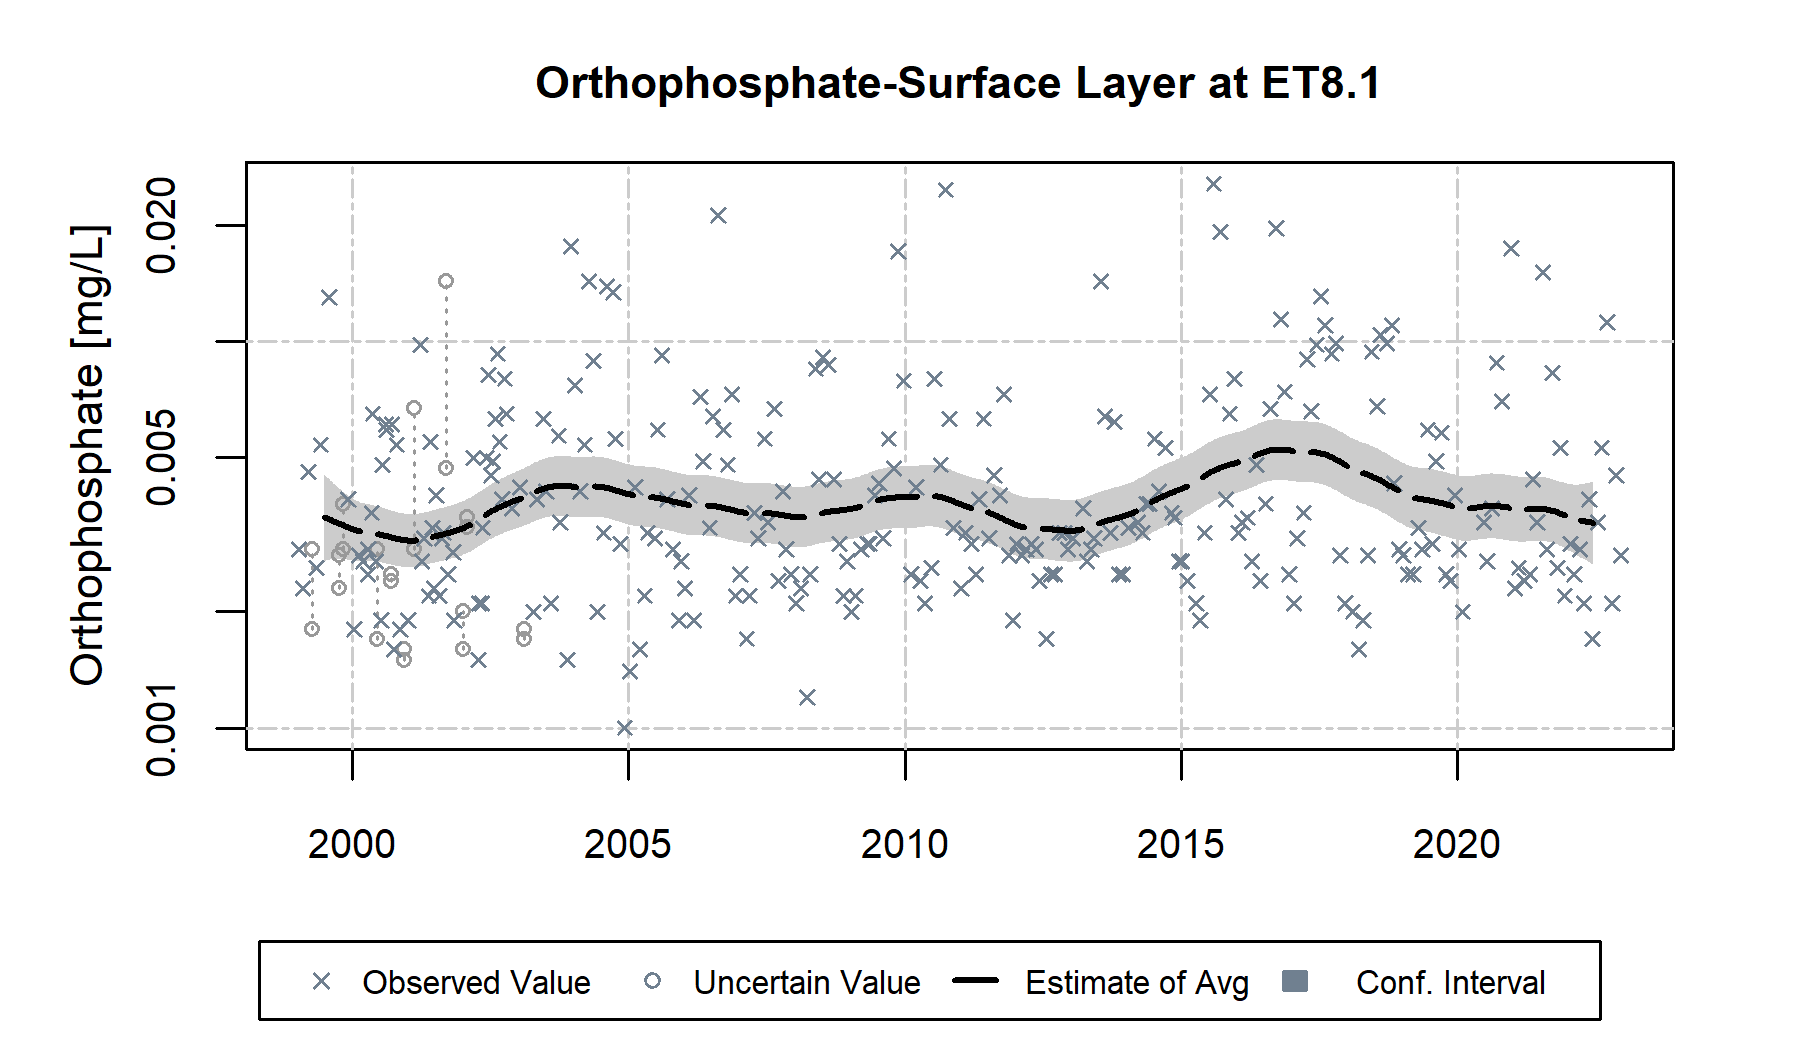 Orthophosphate-Surface Layer at ET8.1
Orthophosphate [mg/L]
0.020
0.005
0.001
2000 2005 2010 2015 2020
Observed Value Uncertain Value Estimate of Avg Conf. Interval